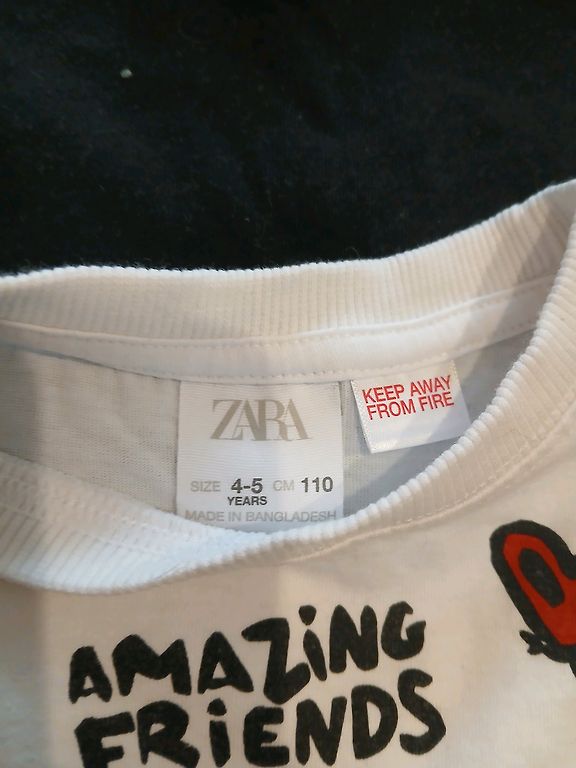 ZARA
SIZE 4-5 CM 110
YEARS
MADE IN BANGLADESH
KEEP AWAY
FROM FIRE
AMAZiNG
FRiENDS